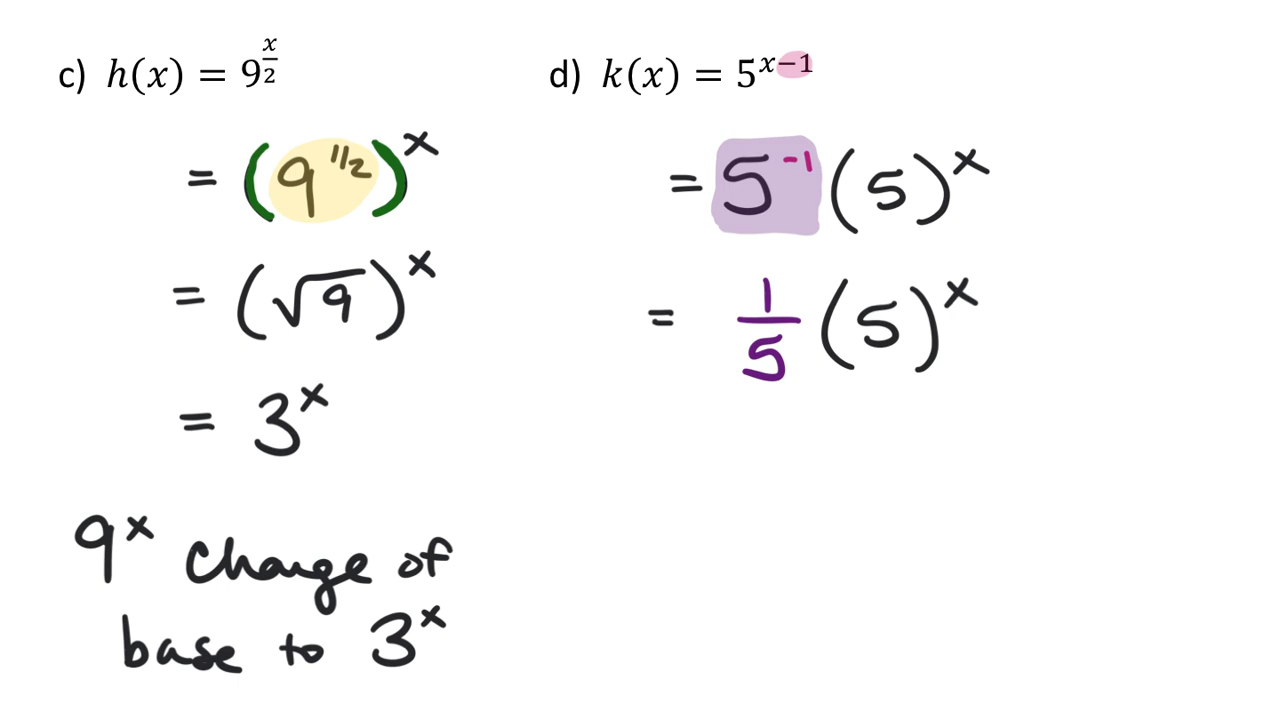 c) h(x) = 9^{x/2}
= (9^{1/2})^x
= (√9)^x
= 3^x
9^x change of
base to 3^x
d) k(x) = 5^{x−1}
= 5^{-1} (5)^x
= 1/5 (5)^x